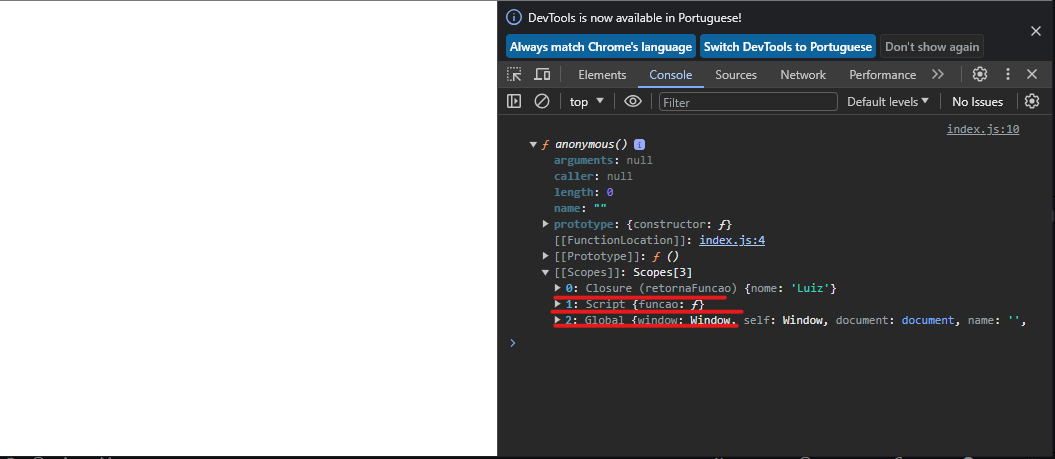 DevTools is now available in Portuguese!
Always match Chrome's language Switch DevTools to Portuguese Don't show again
Elements Console Sources Network Performance
top Filter Default levels No Issues
index.js:10
ƒ anonymous() i
arguments: null
caller: null
length: 0
name: ""
prototype: {constructor: ƒ}
[[FunctionLocation]]: index.js:4
[[Prototype]]: ƒ ()
[[Scopes]]: Scopes[3]
0: Closure (retornaFuncao) {nome: 'Luiz'}
1: Script {funcao: ƒ}
2: Global {window: Window, self: Window, document: document, name: '',